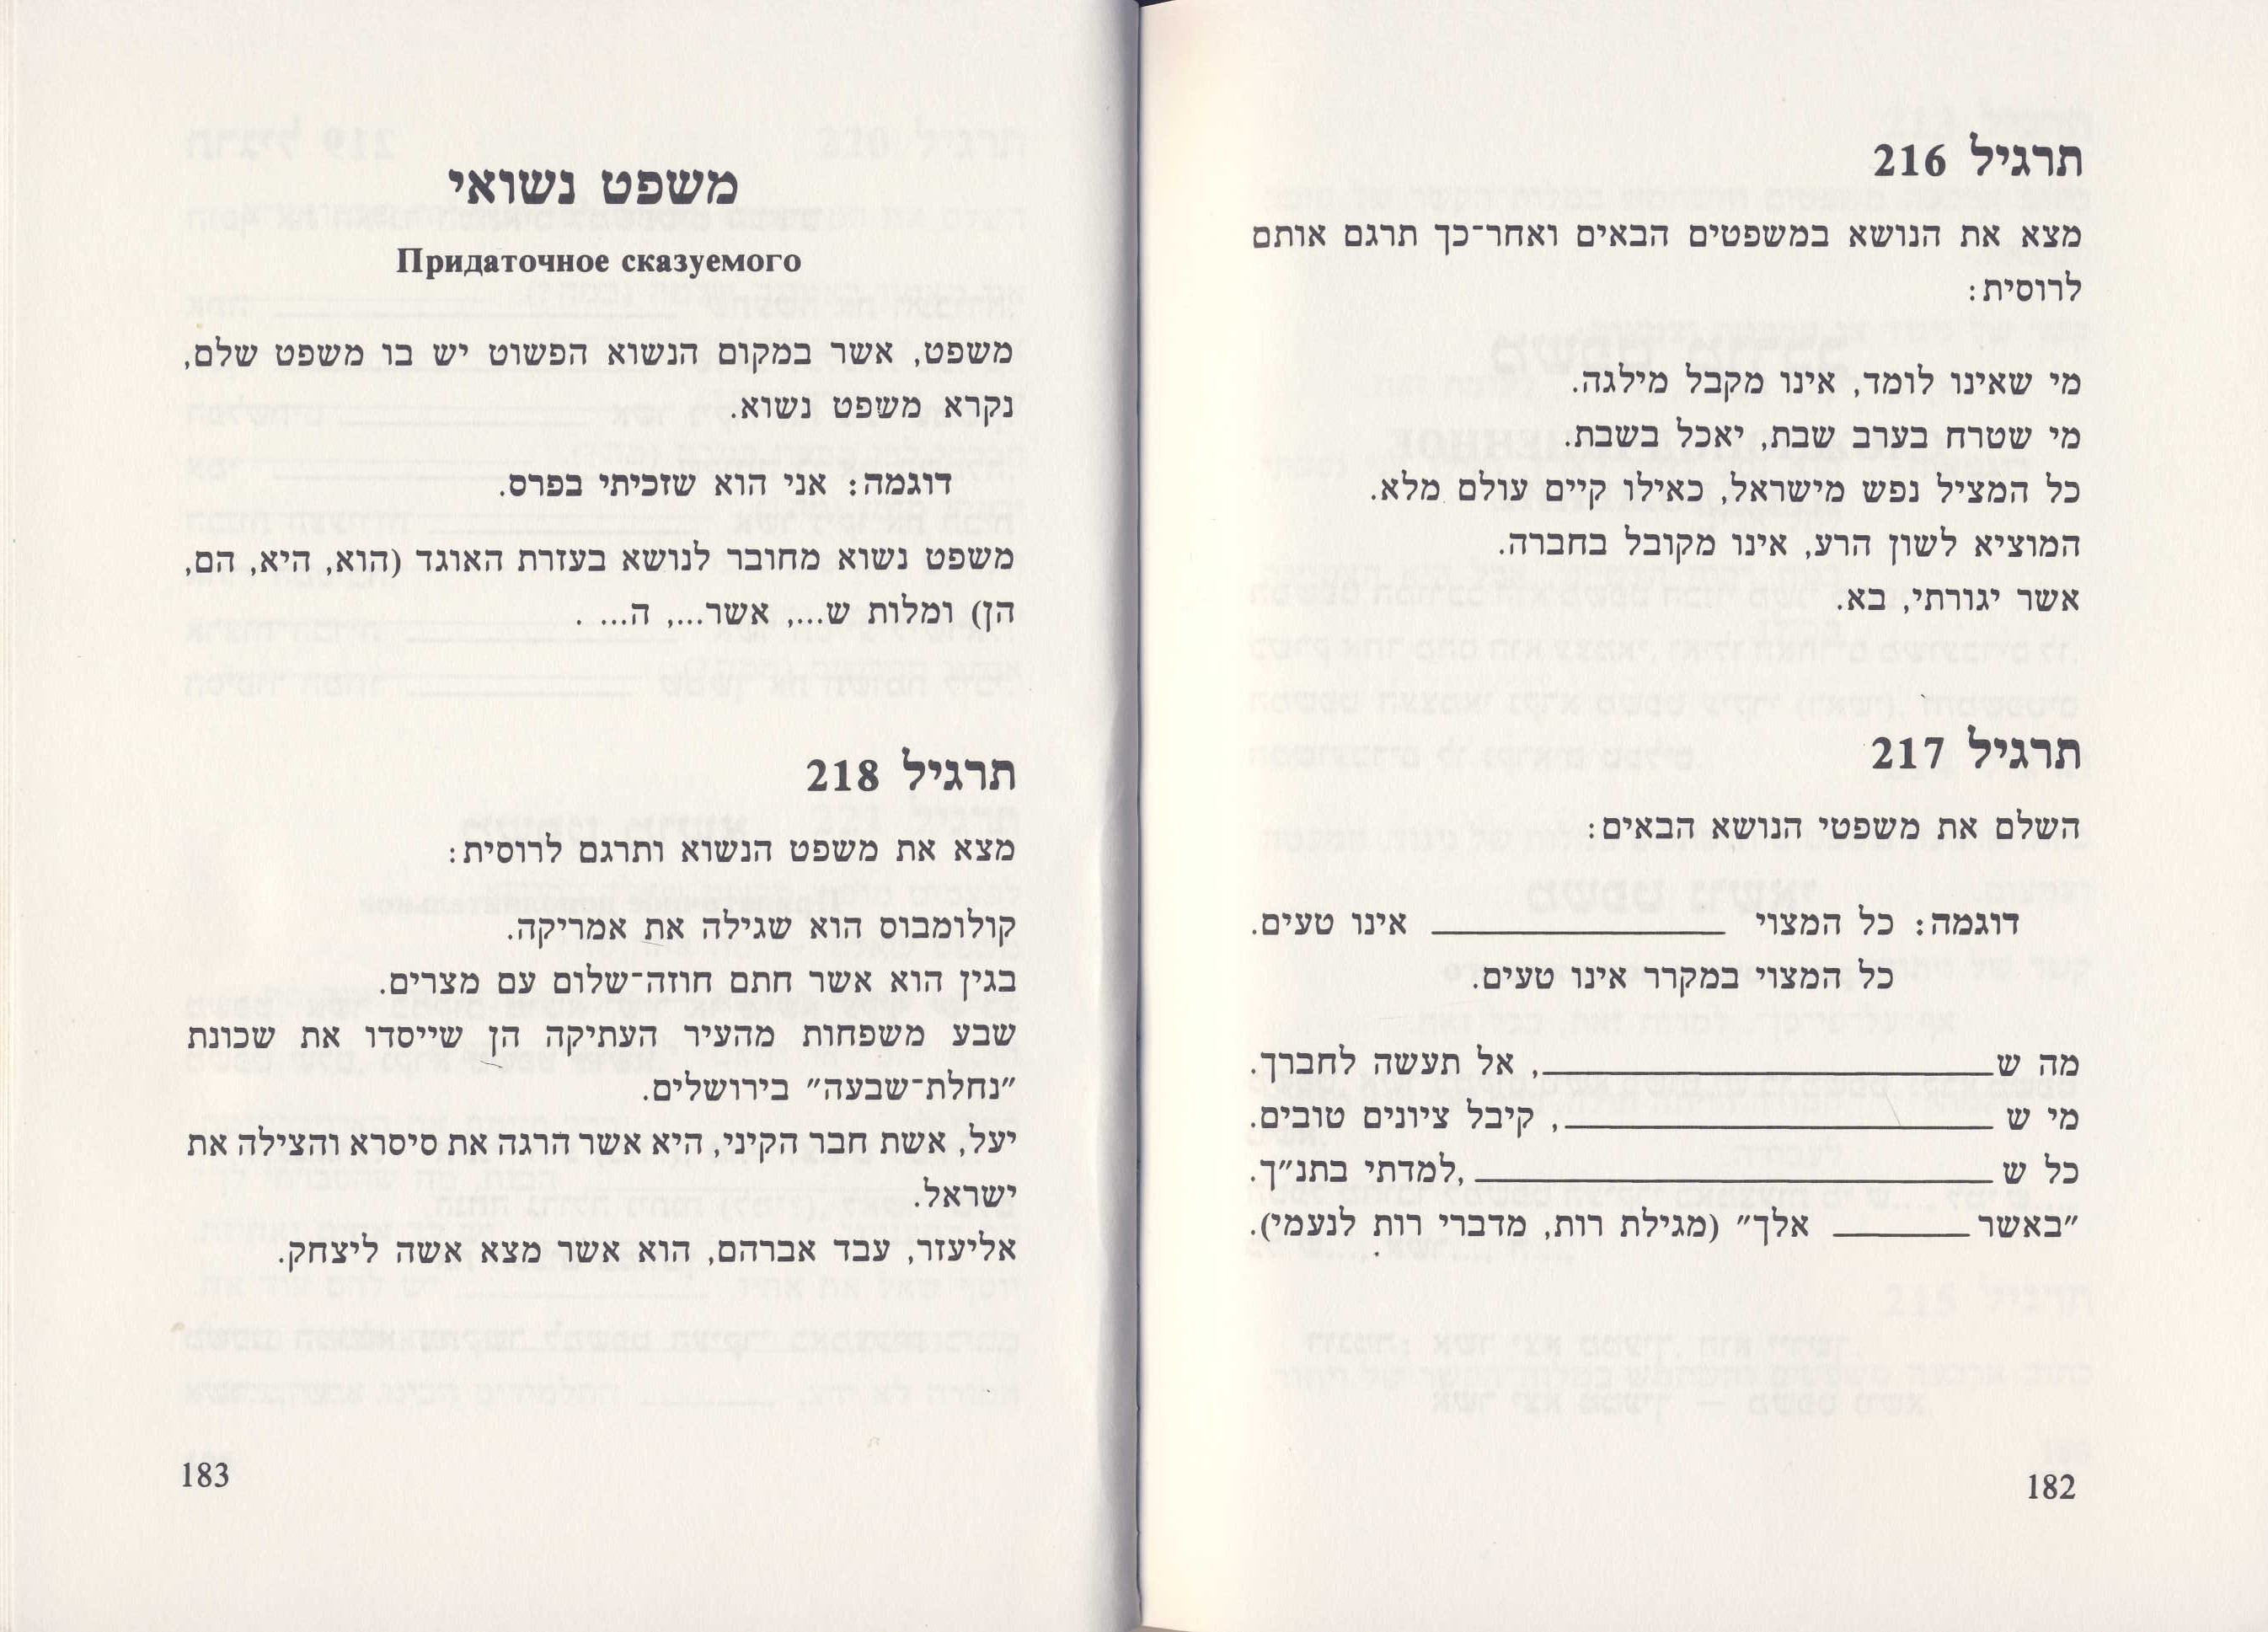 תרגיל 216
מצא את הנושא במשפטים הבאים ואחר־כך תרגם אותם
לרוסית:
מי שאינו לומד, אינו מקבל מילגה.
מי שטרח בערב שבת, יאכל בשבת.
כל המציל נפש מישראל, כאילו קיים עולם מלא.
המוציא לשון הרע, אינו מקובל בחברה.
אשר יגורתי, בא.
תרגיל 217
השלם את משפטי הנושא הבאים:
דוגמה: כל המצוי ____________ אינו טעים.
כל המצוי במקרר אינו טעים.
מה ש____________, אל תעשה לחברך.
מי ש____________, קיבל ציונים טובים.
כל ש____________, למדתי בתנ״ך.
״באשר ______ אלך״ (מגילת רות, מדברי רות לנעמי).
182
משפט נשואי
Придаточное сказуемого
משפט, אשר במקום הנשוא הפשוט יש בו משפט שלם,
נקרא משפט נשוא.
דוגמה: אני הוא שזכיתי בפרס.
משפט נשוא מחובר לנושא בעזרת האוגד (הוא, היא, הם,
הן) ומלות ש..., אשר..., ה... .
תרגיל 218
מצא את משפט הנשוא ותרגם לרוסית:
קולומבוס הוא שגילה את אמריקה.
בגין הוא אשר חתם חוזה־שלום עם מצרים.
שבע משפחות מהעיר העתיקה הן שייסדו את שכונת
״נחלת־שבעה״ בירושלים.
יעל, אשת חבר הקיני, היא אשר הרגה את סיסרא והצילה את
ישראל.
אליעזר, עבד אברהם, הוא אשר מצא אשה ליצחק.
183